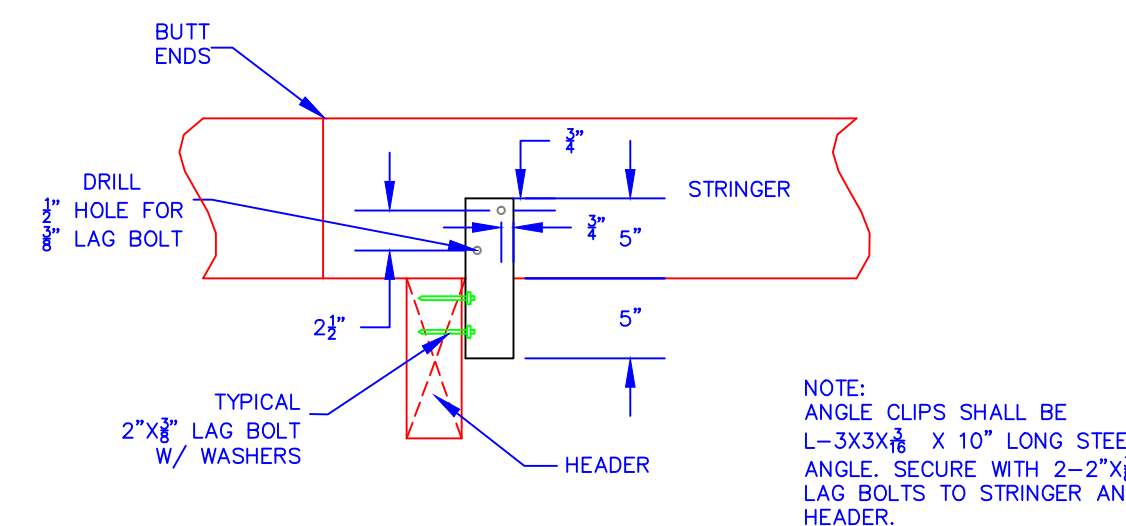 BUTT
ENDS
3/4"
DRILL
1/2" HOLE FOR
3/8" LAG BOLT
STRINGER
3/4"
5"
2 1/2"
5"
TYPICAL
2"X3/8" LAG BOLT
W/ WASHERS
HEADER
NOTE:
ANGLE CLIPS SHALL BE
L-3X3X3/16 X 10" LONG
ANGLE. SECURE WITH 2-2"X
LAG BOLTS TO STRINGER
HEADER.